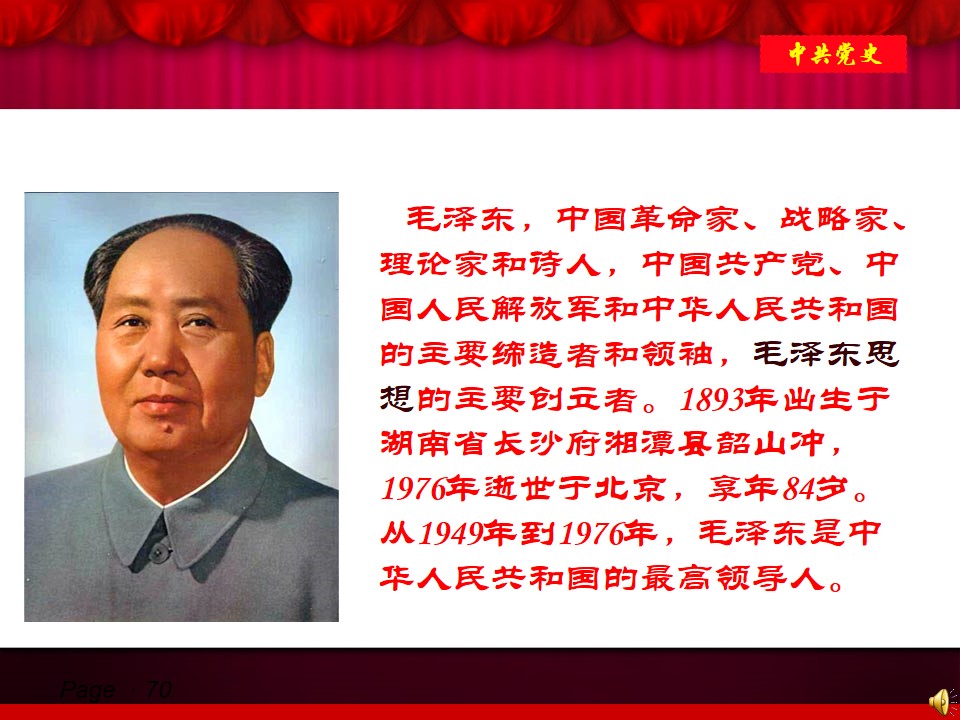 中共党史
毛泽东，中国革命家、战略家、
理论家和诗人，中国共产党、中
国人民解放军和中华人民共和国
的主要缔造者和领袖，毛泽东思
想的主要创立者。1893年出生于
湖南省长沙府湘潭县韶山冲，
1976年逝世于北京，享年84岁。
从1949年到1976年，毛泽东是中
华人民共和国的最高领导人。
Page 70